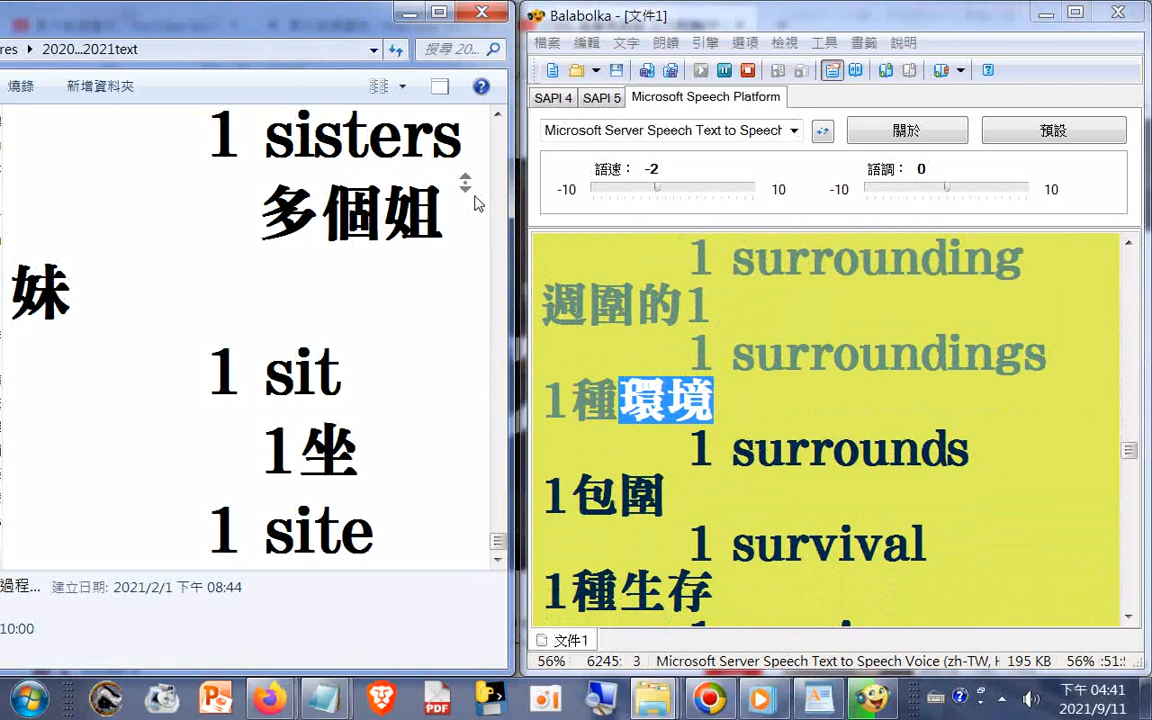 res ▸ 2020...2021text
搜尋 20...
燒錄 新增資料夾
1 sisters
多個姐
妹
1 sit
1坐
1 site
過程... 建立日期: 2021/2/1 下午 08:44
10:00
Balabolka - [文件1]
檔案 編輯 文字 朗讀 引擎 選項 檢視 工具 書籤 說明
SAPI 4 SAPI 5 Microsoft Speech Platform
Microsoft Server Speech Text to Speech
關於 預設
語速： -2 語調： 0
-10 10 -10 10
1 surrounding
週圍的1
1 surroundings
1種環境
1 surrounds
1包圍
1 survival
1種生存
文件1
56% 6245: 3 Microsoft Server Speech Text to Speech Voice (zh-TW, H 195 KB 56%
PDF
下午 04:41
2021/9/11